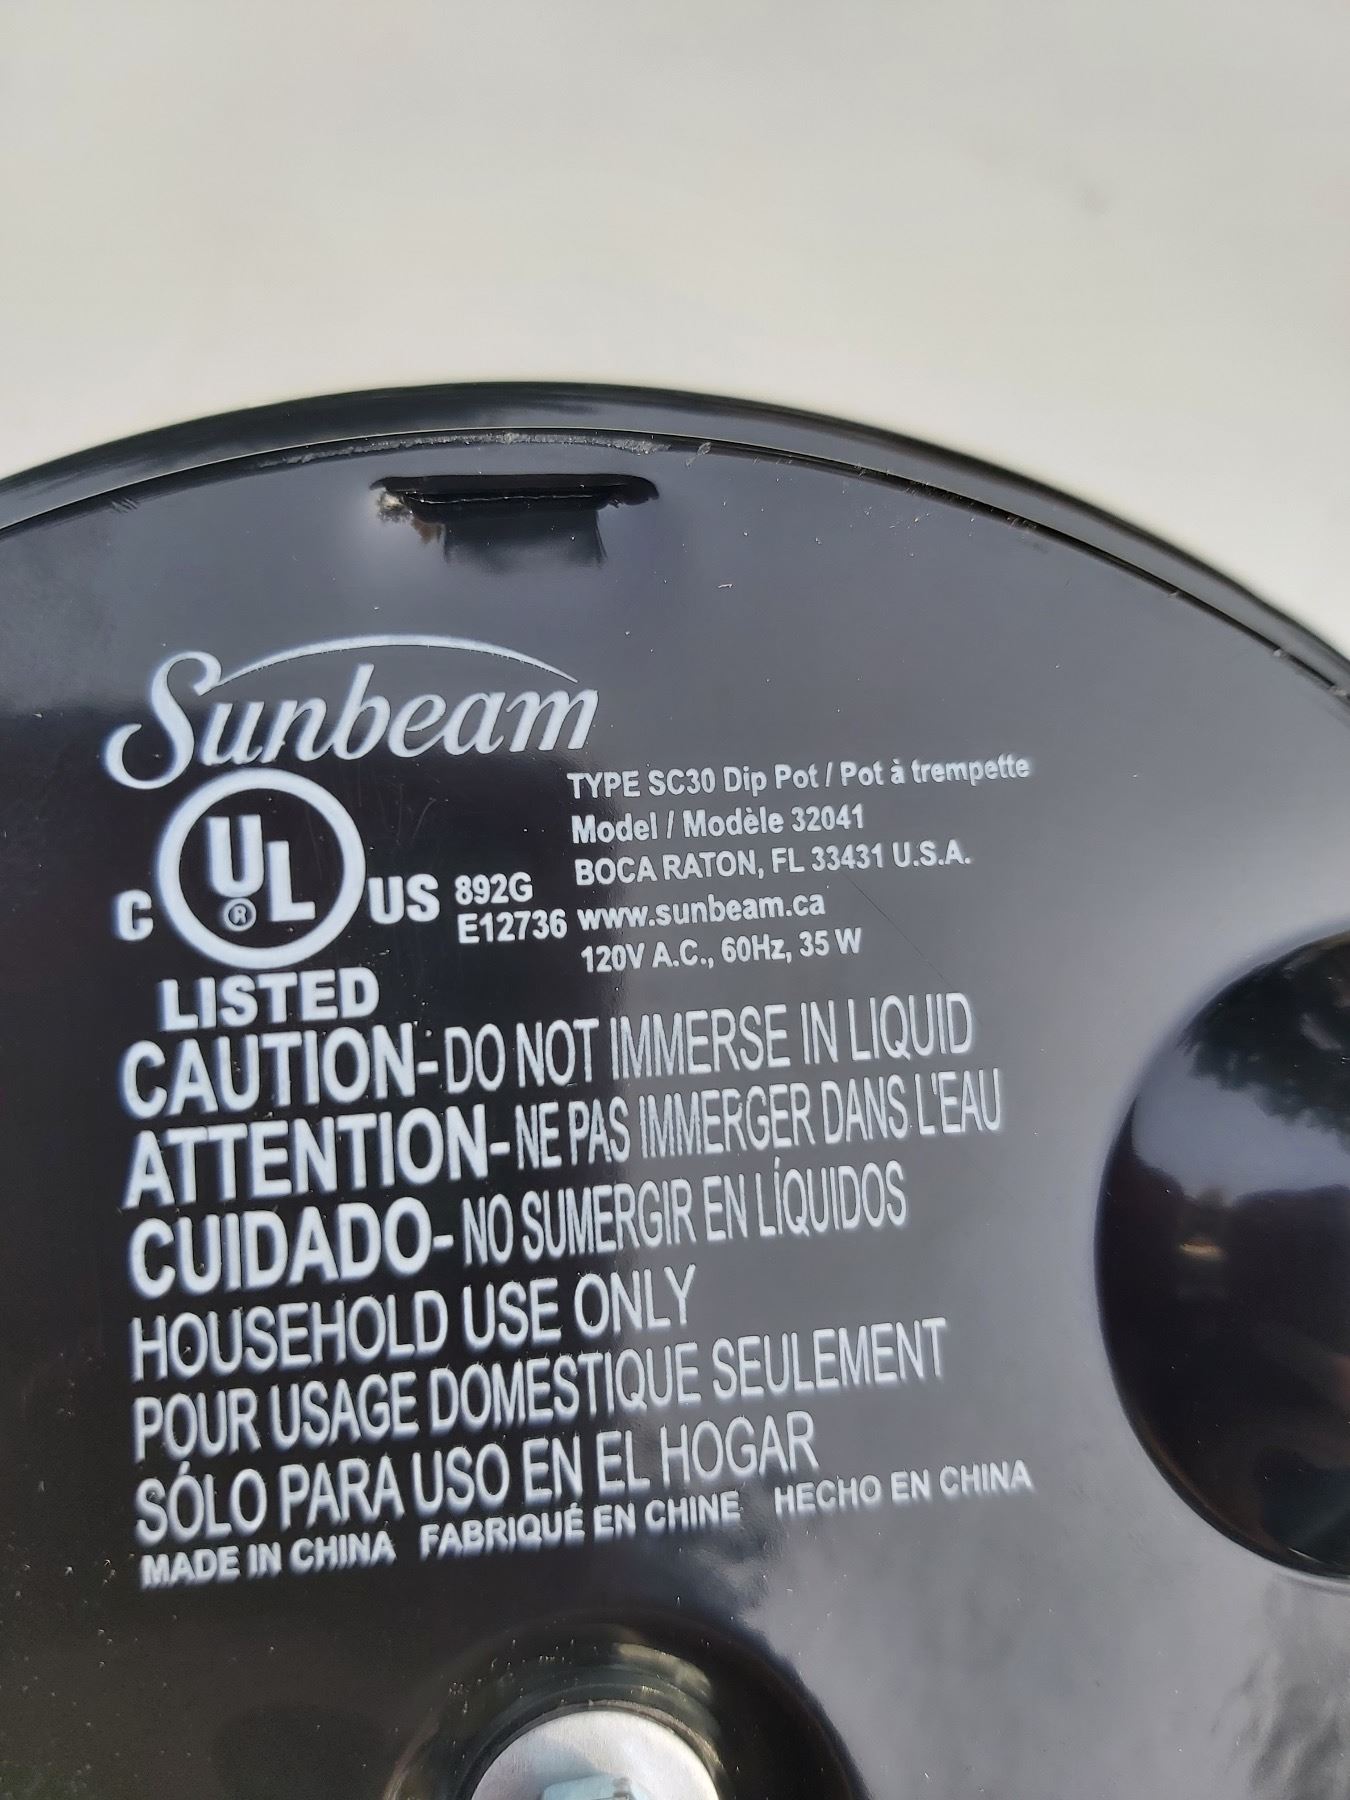 Sunbeam
TYPE SC30 Dip Pot / Pot à trempette
Model / Modèle 32041
BOCA RATON, FL 33431 U.S.A.
www.sunbeam.ca
120V A.C., 60Hz, 35 W
C UL ® US
892G
E12736
LISTED
CAUTION-DO NOT IMMERSE IN LIQUID
ATTENTION-NE PAS IMMERGER DANS L'EAU
CUIDADO-NO SUMERGIR EN LÍQUIDOS
HOUSEHOLD USE ONLY
POUR USAGE DOMESTIQUE SEULEMENT
SÓLO PARA USO EN EL HOGAR
MADE IN CHINA FABRIQUÉ EN CHINE HECHO EN CHINA